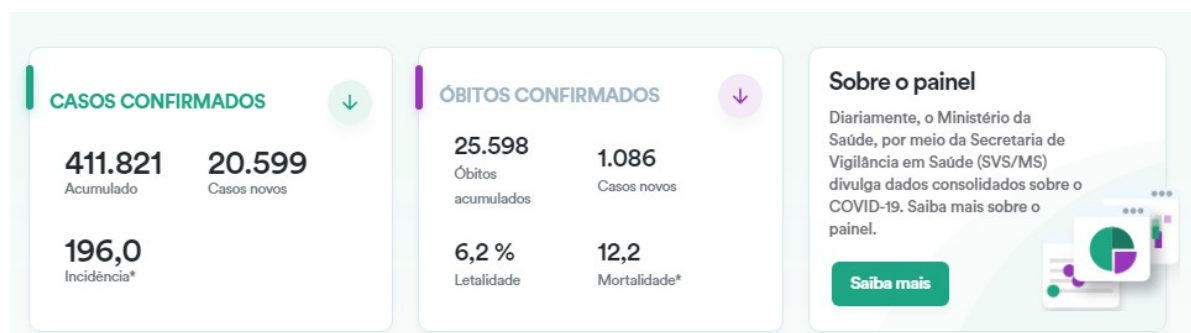 CASOS CONFIRMADOS
411.821
Acumulado
20.599
Casos novos
196,0
Incidência*
ÓBITOS CONFIRMADOS
25.598
Óbitos
acumulados
1.086
Casos novos
6,2 %
Letalidade
12,2
Mortalidade*
Sobre o painel
Diariamente, o Ministério da
Saúde, por meio da Secretaria de
Vigilância em Saúde (SVS/MS)
divulga dados consolidados sobre o
COVID-19. Saiba mais sobre o
painel.
Saiba mais